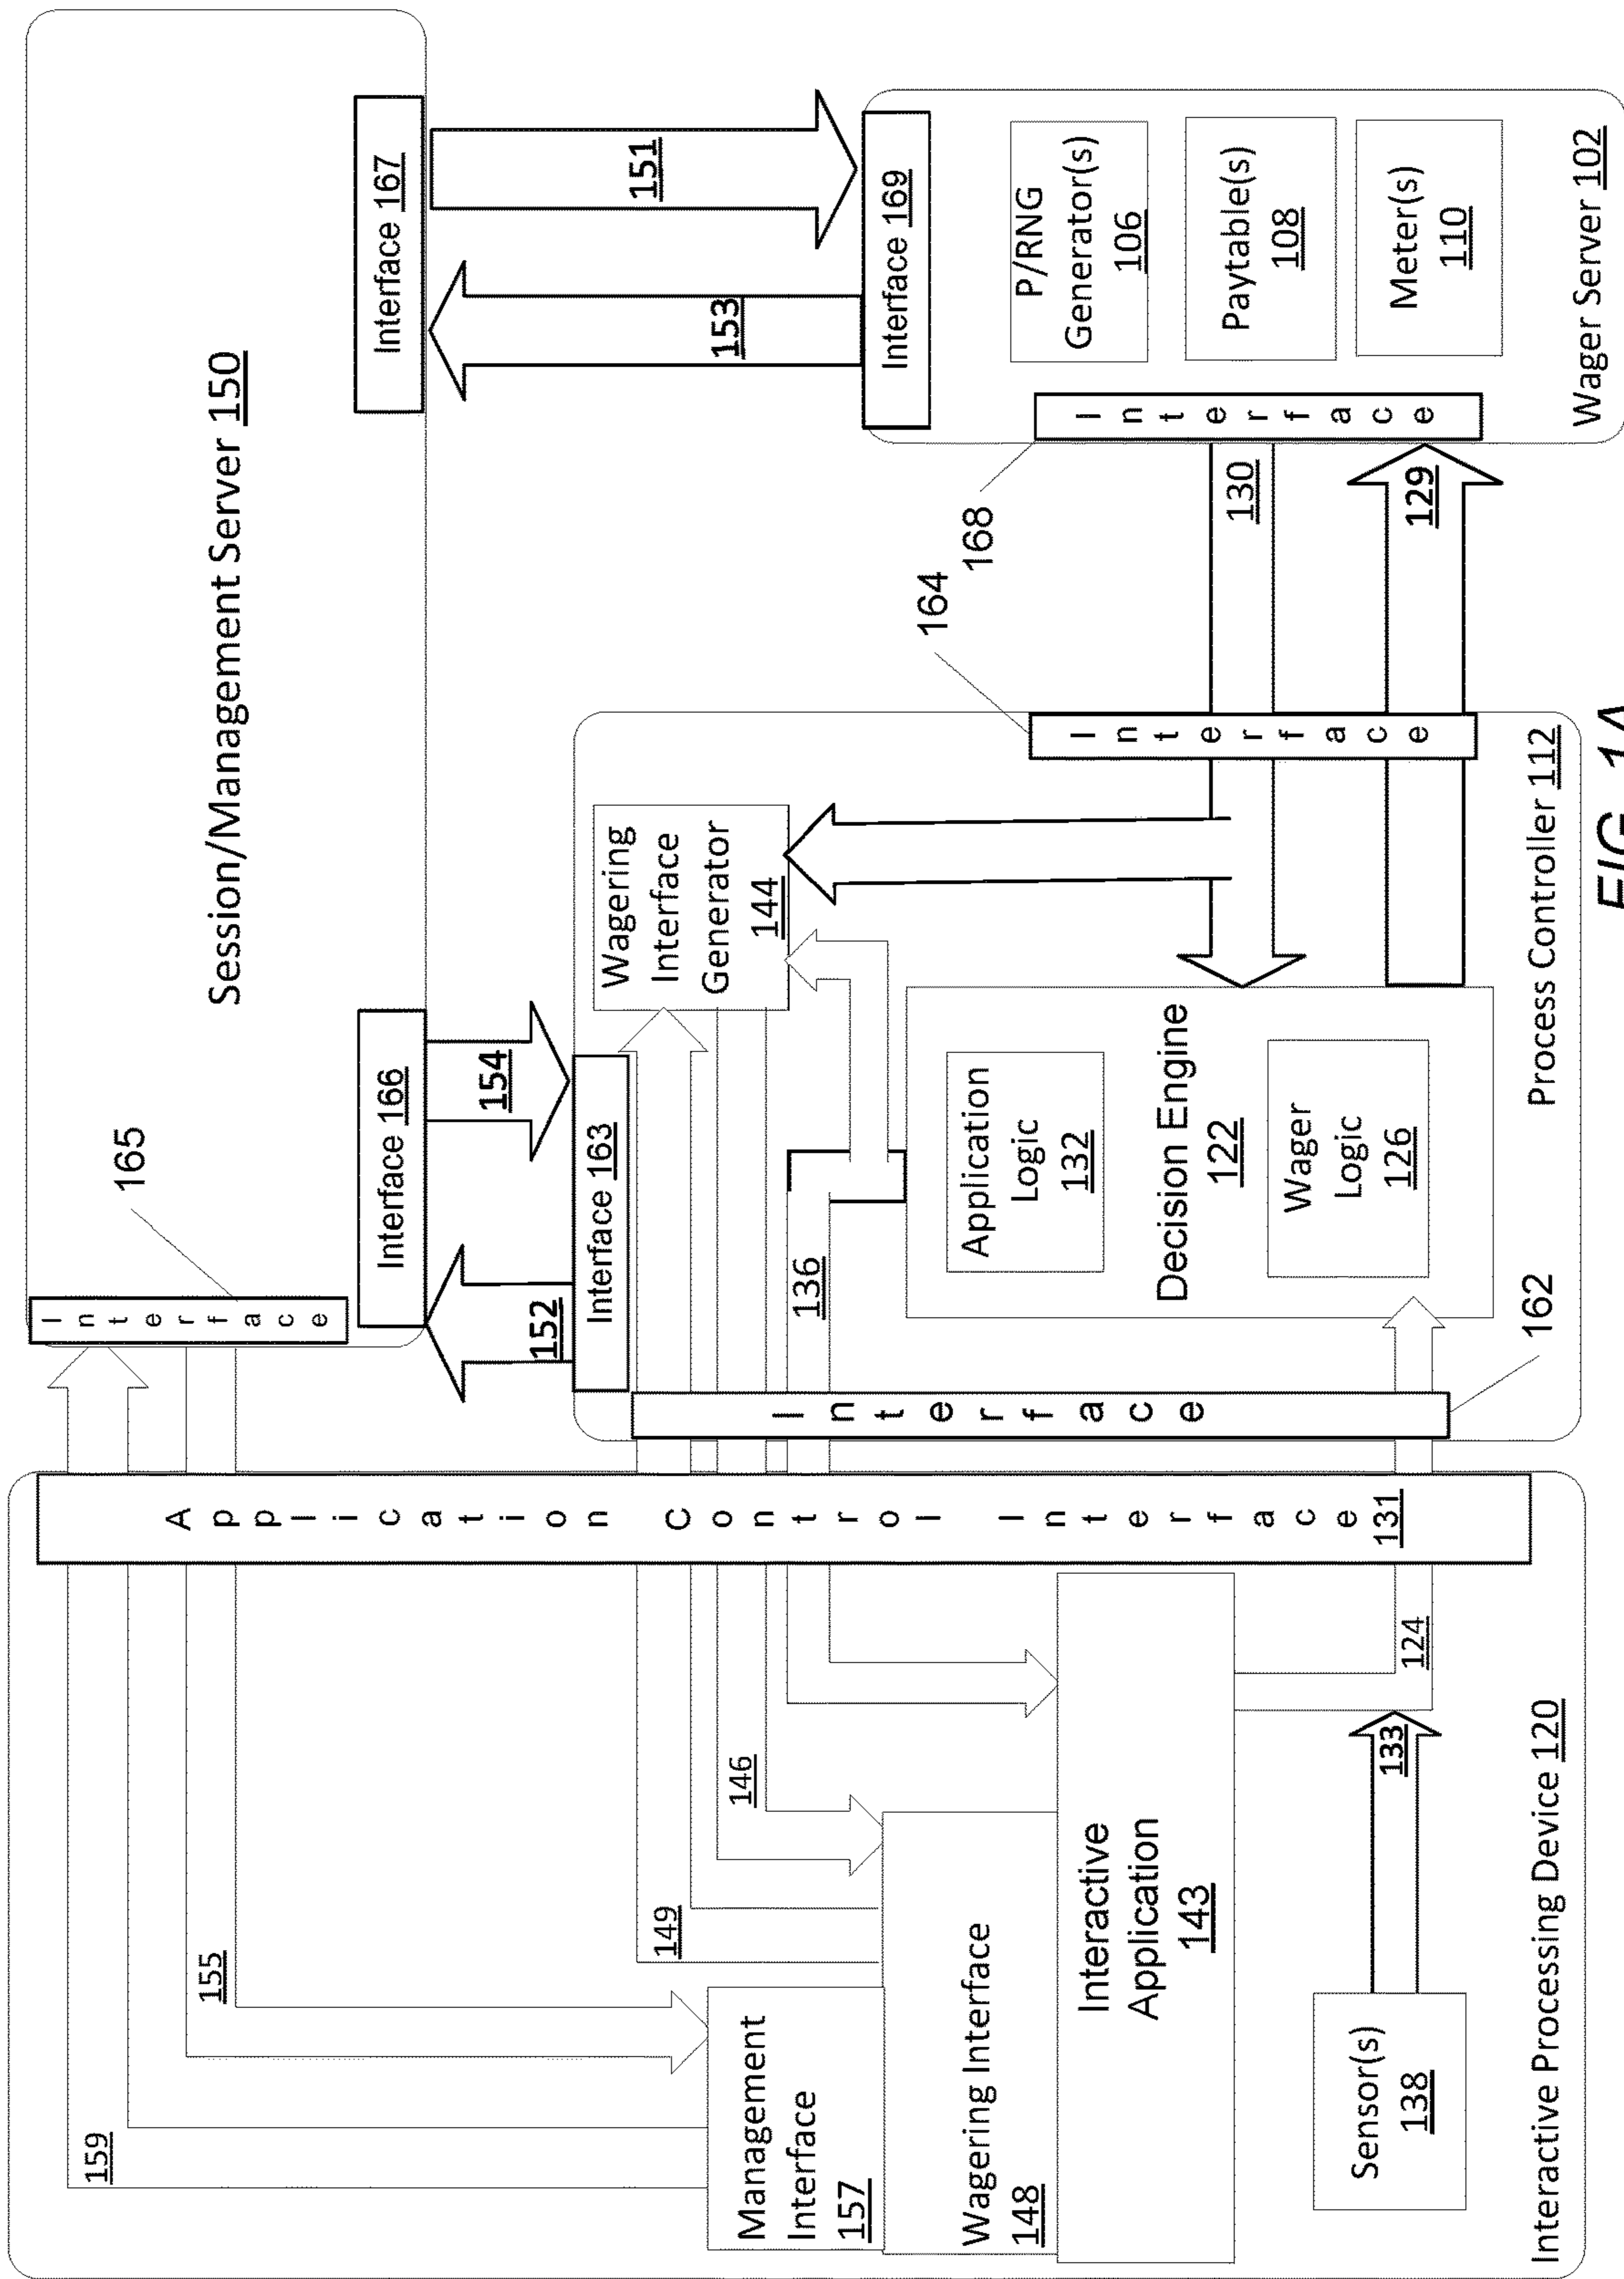 Session/Management Server 150
Interface
165
Interface 166
Interface 167
159
155
152
154
153
151
Application Control Interface 131
Management
Interface
157
149
146
Wagering Interface
148
Interactive
Application
143
Sensor(s)
138
133
124
Interactive Processing Device 120
Interface 163
Interface
162
136
Wagering
Interface
Generator
144
Application
Logic
132
Decision Engine
122
Wager
Logic
126
Interface
164
Process Controller 112
168
130
129
Interface 169
Interface
P/RNG
Generator(s)
106
Paytable(s)
108
Meter(s)
110
Wager Server 102
FIG. 1A